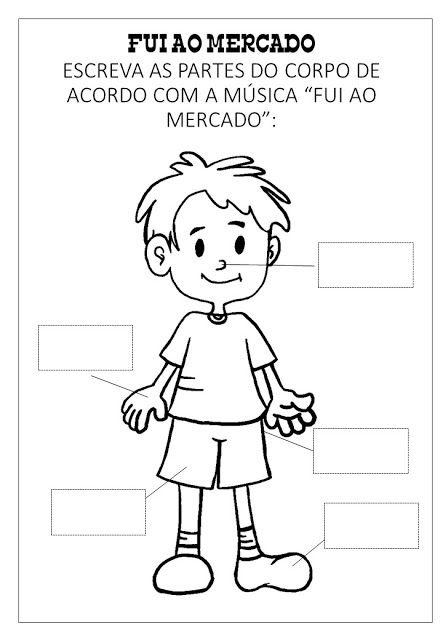 FUI AO MERCADO
ESCREVA AS PARTES DO CORPO DE
ACORDO COM A MÚSICA “FUI AO
MERCADO”: